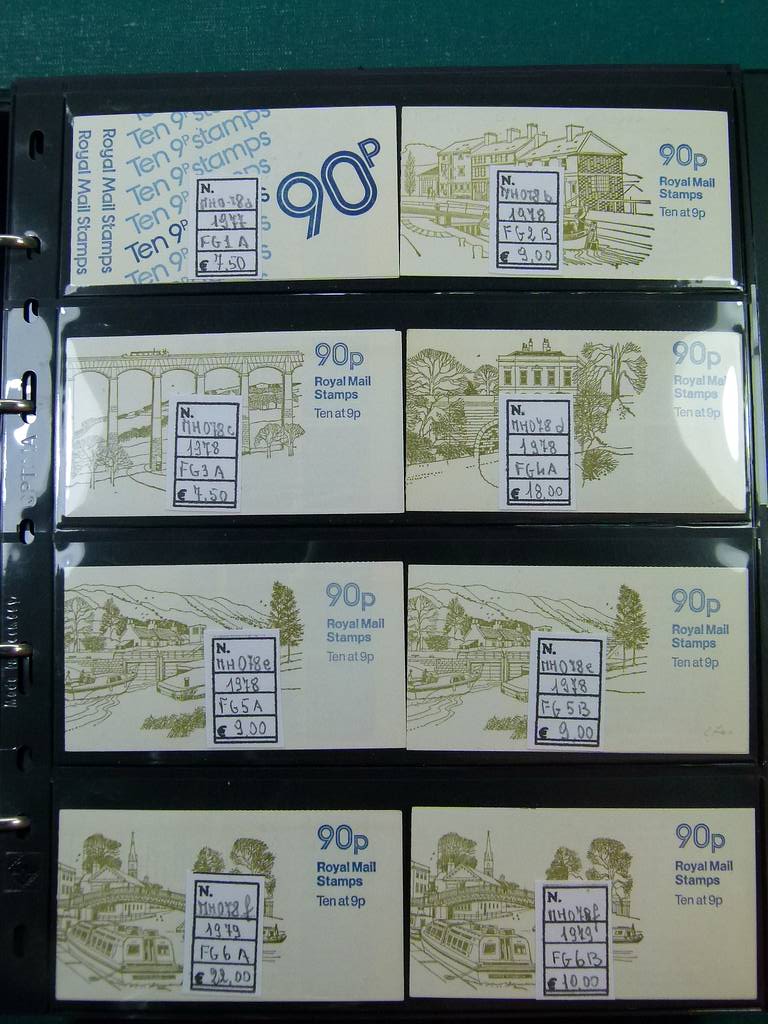 Royal Mail Stamps
Royal Mail Stamps
Ten 9p stamps
Ten 9p stamps
Ten 9p stamps
Ten 9p
Ten 9p
90P
N.
1977
FG1A
€ 7.50
90p
Royal Mail
Stamps
Ten at 9p
N.
MH078b
1978
FG2B
€ 9,00
90p
Royal Mail
Stamps
Ten at 9p
N.
MH078c
1978
FG3A
€ 7.50
90p
Royal Mail
Stamps
Ten at 9p
N.
MH078d
1978
FG4A
€ 18,00
90p
Royal Mail
Stamps
Ten at 9p
N.
MH078e
1978
FG5A
€ 9,00
90p
Royal Mail
Stamps
Ten at 9p
N.
MH078e
1978
FG5B
€ 9,00
90p
Royal Mail
Stamps
Ten at 9p
N.
MH078f
1979
FG6A
€ 22,00
90p
Royal Mail
Stamps
Ten at 9p
N.
MH078f
1979
FG6B
€ 10,00